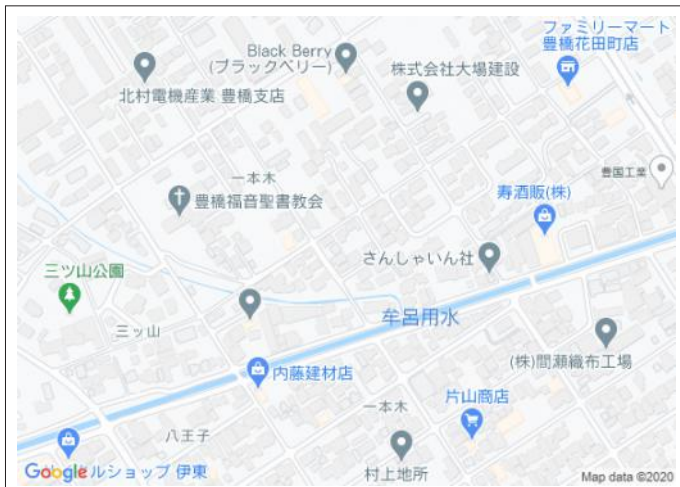 ファミリーマート
豊橋花田町店
Black Berry
(ブラックベリー)
株式会社大場建設
北村電機産業 豊橋支店
豊国工業
一本木
豊橋福音聖書教会
寿酒販(株)
さんしゃいん社
三ツ山公園
牟呂用水
三ッ山
(株)間瀬織布工場
内藤建材店
片山商店
一本木
八王子
村上地所
Google
ルショップ 伊東
Map data ©2020